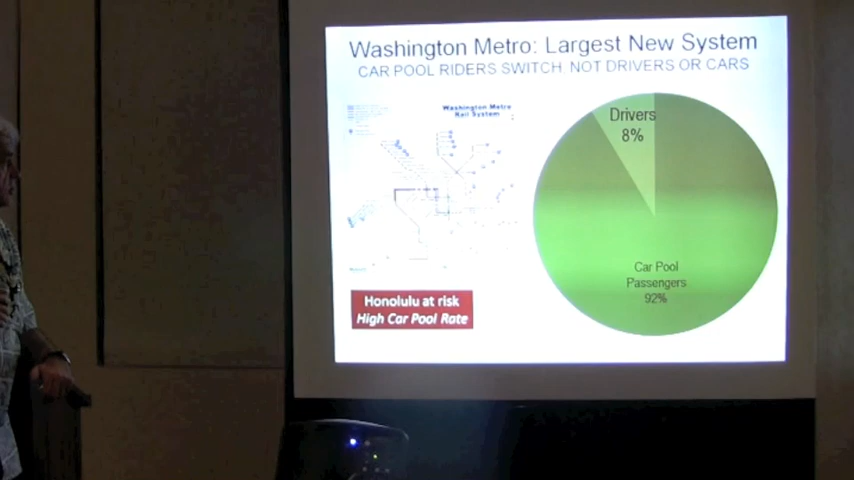 Washington Metro: Largest New System
CAR POOL RIDERS SWITCH, NOT DRIVERS OR CARS
Washington Metro
Rail System
Drivers
8%
Car Pool
Passengers
92%
Honolulu at risk
High Car Pool Rate